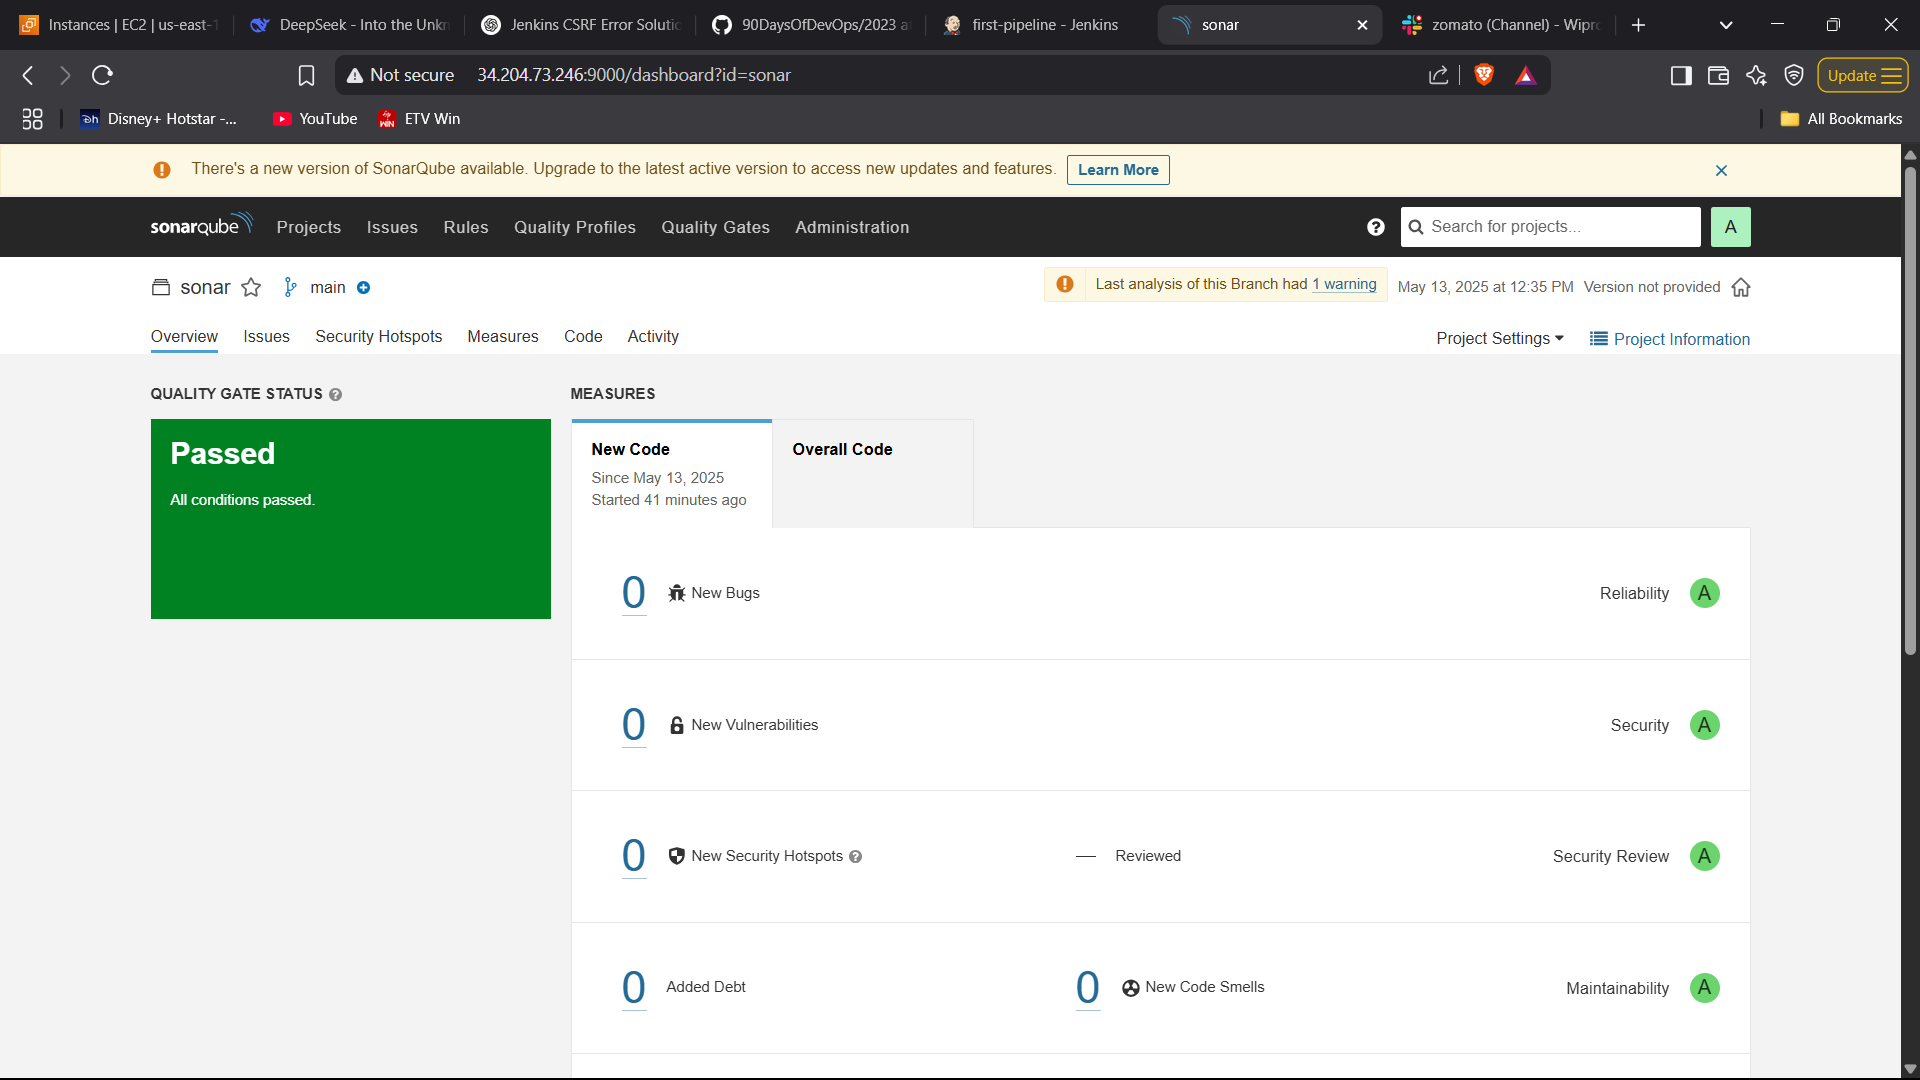 Instances | EC2 | us-east-1
DeepSeek - Into the Unkn
Jenkins CSRF Error Solutio
90DaysOfDevOps/2023 a
first-pipeline - Jenkins
sonar
zomato (Channel) - Wipro
Not secure 34.204.73.246:9000/dashboard?id=sonar
Update
Disney+ Hotstar -...
YouTube
ETV Win
All Bookmarks
There's a new version of SonarQube available. Upgrade to the latest active version to access new updates and features. Learn More
sonarqube Projects Issues Rules Quality Profiles Quality Gates Administration
Search for projects...
A
sonar main
Last analysis of this Branch had 1 warning May 13, 2025 at 12:35 PM Version not provided
Overview Issues Security Hotspots Measures Code Activity
Project Settings Project Information
QUALITY GATE STATUS
Passed
All conditions passed.
MEASURES
New Code
Since May 13, 2025
Started 41 minutes ago
Overall Code
0 New Bugs Reliability A
0 New Vulnerabilities Security A
0 New Security Hotspots — Reviewed Security Review A
0 Added Debt 0 New Code Smells Maintainability A